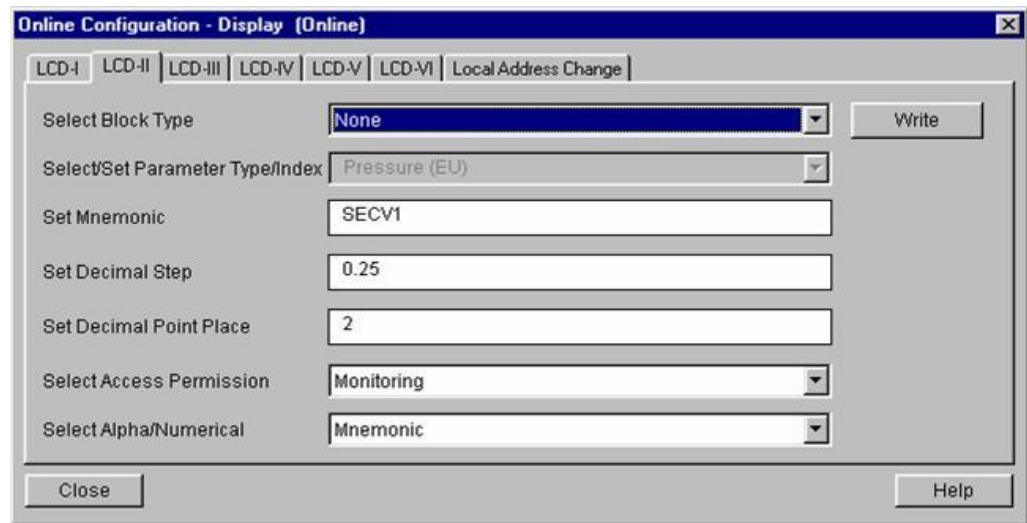 Online Configuration - Display (Online)
LCD-I LCD-II LCD-III LCD-IV LCD-V LCD-VI Local Address Change
Select Block Type None Write
Select/Set Parameter Type/Index Pressure (EU)
Set Mnemonic SECV1
Set Decimal Step 0.25
Set Decimal Point Place 2
Select Access Permission Monitoring
Select Alpha/Numerical Mnemonic
Close Help